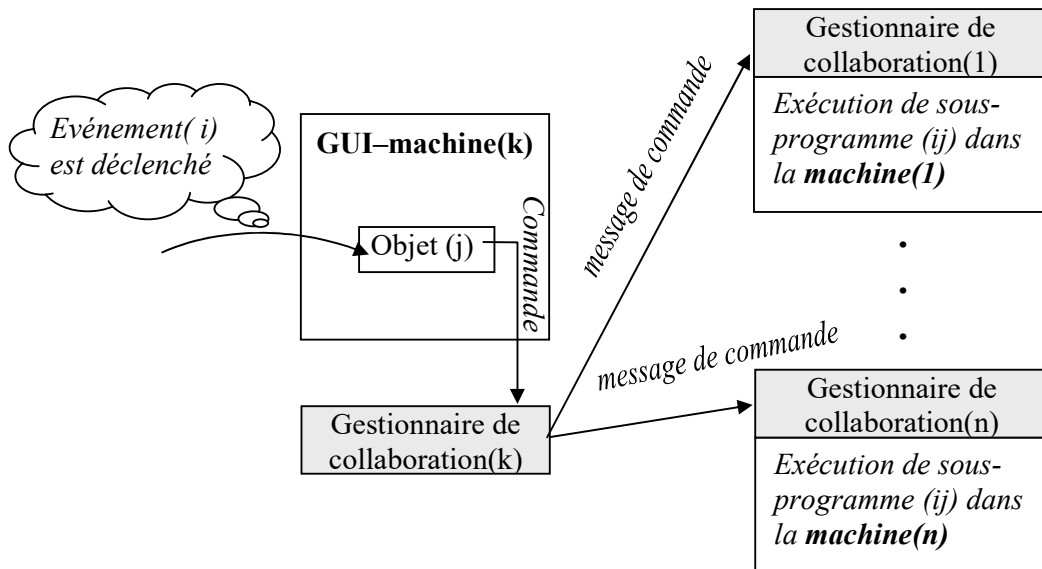 Evénement( i)
est déclenché
GUI–machine(k)
Objet (j)
Commande
Gestionnaire de
collaboration(k)
message de commande
message de commande
Gestionnaire de
collaboration(1)
Exécution de sous-
programme (ij) dans
la machine(1)
.
.
.
Gestionnaire de
collaboration(n)
Exécution de sous-
programme (ij) dans
la machine(n)